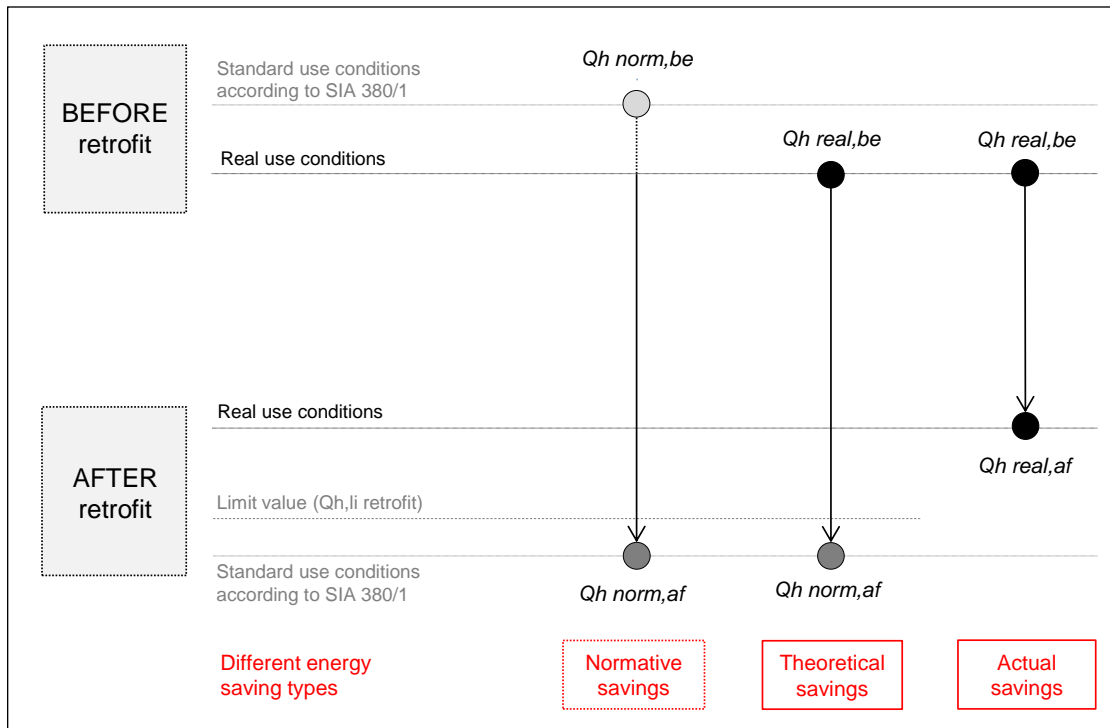 Qh norm,be
Standard use conditions
according to SIA 380/1
BEFORE
retrofit
Qh real,be
Qh real,be
Real use conditions
Real use conditions
Qh real,af
AFTER
retrofit
Limit value (Qh,li retrofit)
Standard use conditions
according to SIA 380/1
Qh norm,af
Qh norm,af
Different energy
saving types
Normative
savings
Theoretical
savings
Actual
savings